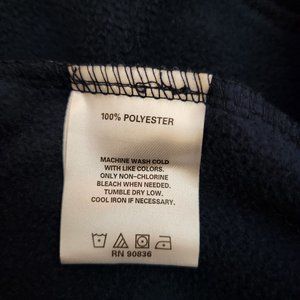 100% POLYESTER
MACHINE WASH COLD
WITH LIKE COLORS.
ONLY NON-CHLORINE
BLEACH WHEN NEEDED.
TUMBLE DRY LOW.
COOL IRON IF NECESSARY.
RN 90836